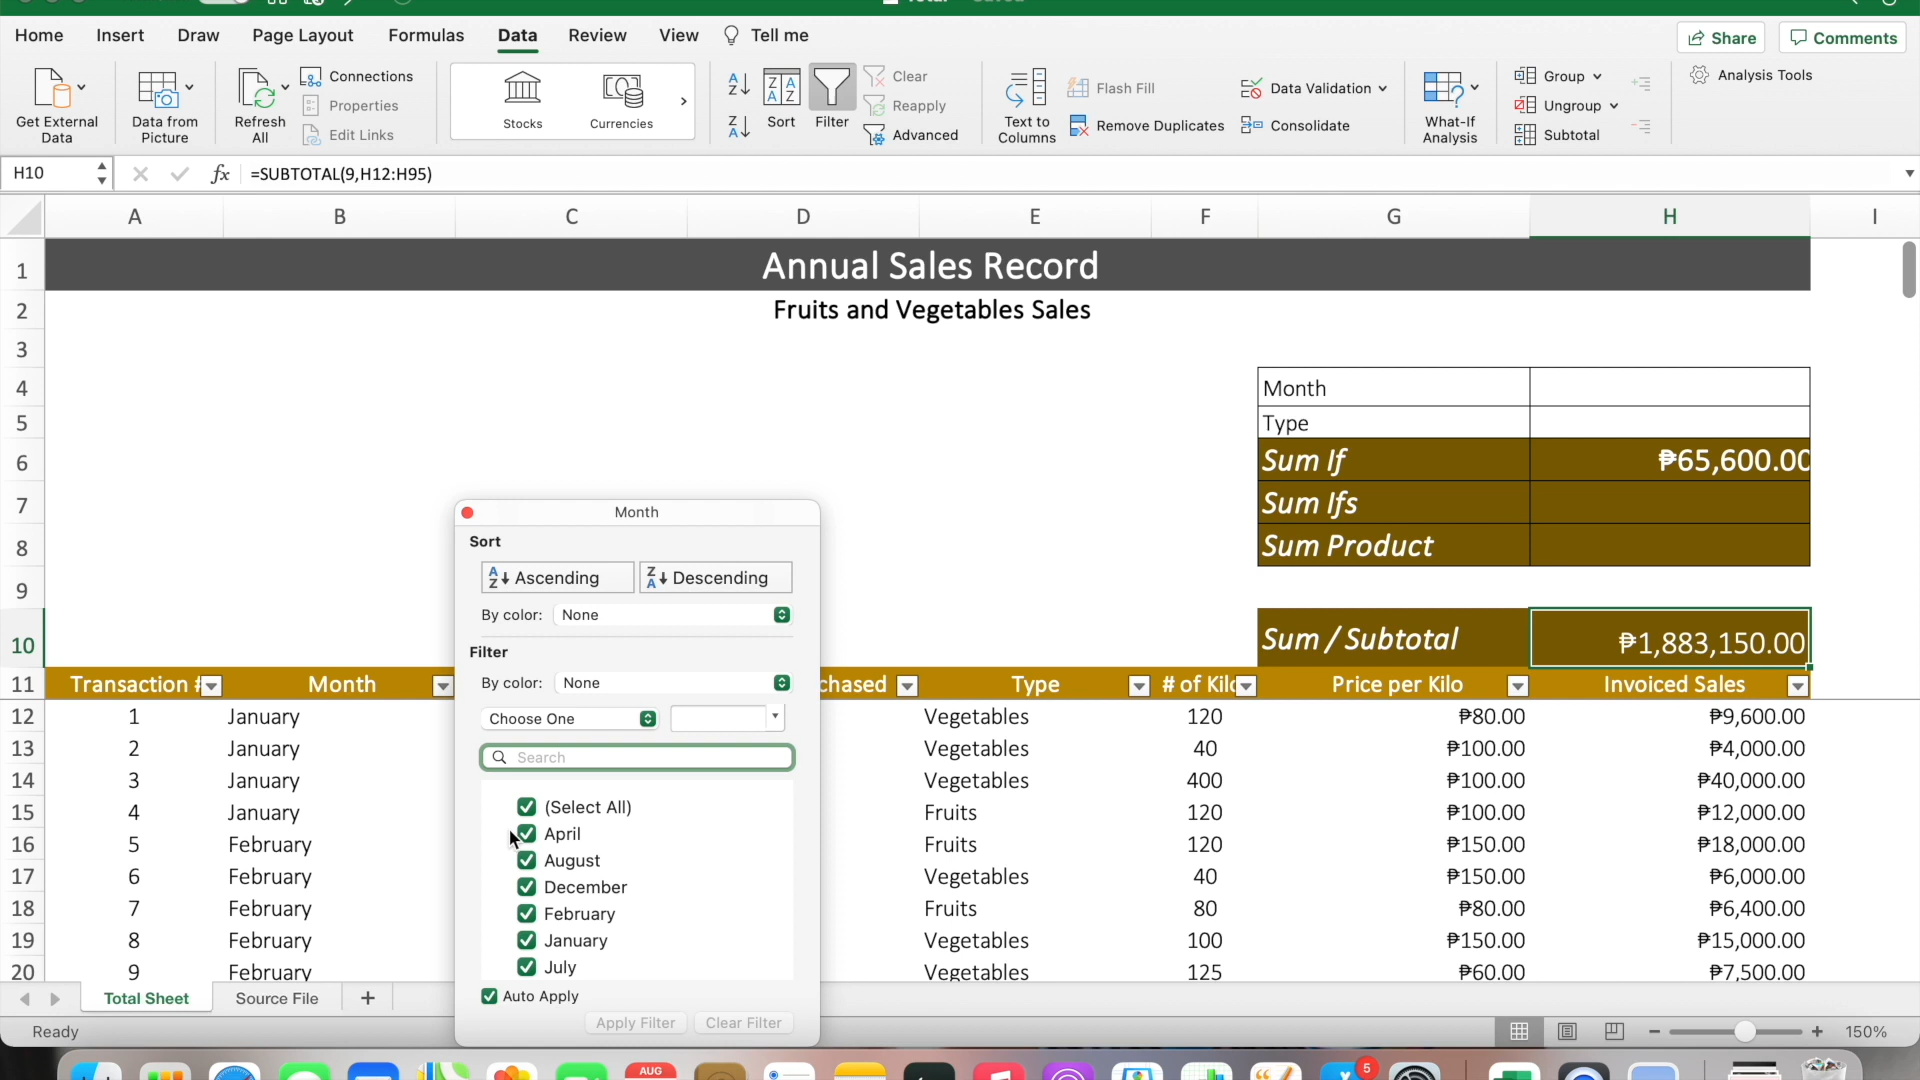 Home Insert Draw Page Layout Formulas Data Review View Tell me Share Comments
Get External Data
Data from Picture
Refresh All
Connections
Properties
Edit Links
Stocks
Currencies
Sort
Filter
Clear
Reapply
Advanced
Text to Columns
Flash Fill
Remove Duplicates
Data Validation
Consolidate
What-If Analysis
Group
Ungroup
Subtotal
Analysis Tools
H10 fx =SUBTOTAL(9,H12:H95)
A B C D E F G H I
1 Annual Sales Record
2 Fruits and Vegetables Sales
3
4 Month
5 Type
6 Sum If ₱65,600.00
7 Sum Ifs
8 Sum Product
9
10 Sum / Subtotal ₱1,883,150.00
11 Transaction # Month chased Type # of Kilo Price per Kilo Invoiced Sales
12 1 January Vegetables 120 ₱80.00 ₱9,600.00
13 2 January Vegetables 40 ₱100.00 ₱4,000.00
14 3 January Vegetables 400 ₱100.00 ₱40,000.00
15 4 January Fruits 120 ₱100.00 ₱12,000.00
16 5 February Fruits 120 ₱150.00 ₱18,000.00
17 6 February Vegetables 40 ₱150.00 ₱6,000.00
18 7 February Fruits 80 ₱80.00 ₱6,400.00
19 8 February Vegetables 100 ₱150.00 ₱15,000.00
20 9 February Vegetables 125 ₱60.00 ₱7,500.00
Month
Sort
Ascending Descending
By color: None
Filter
By color: None
Choose One
Search
(Select All)
April
August
December
February
January
July
Auto Apply
Apply Filter Clear Filter
Total Sheet Source File +
Ready 150%
AUG 5